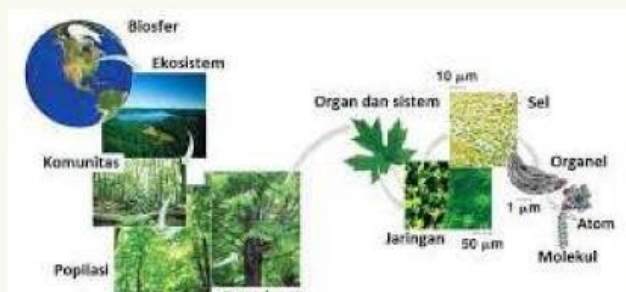 Biosfer
Ekosistem
Komunitas
Popilasi
Organ dan sistem
10 µm
Sel
Organel
1 µm
Atom
Jaringan
50 µm
Molekul